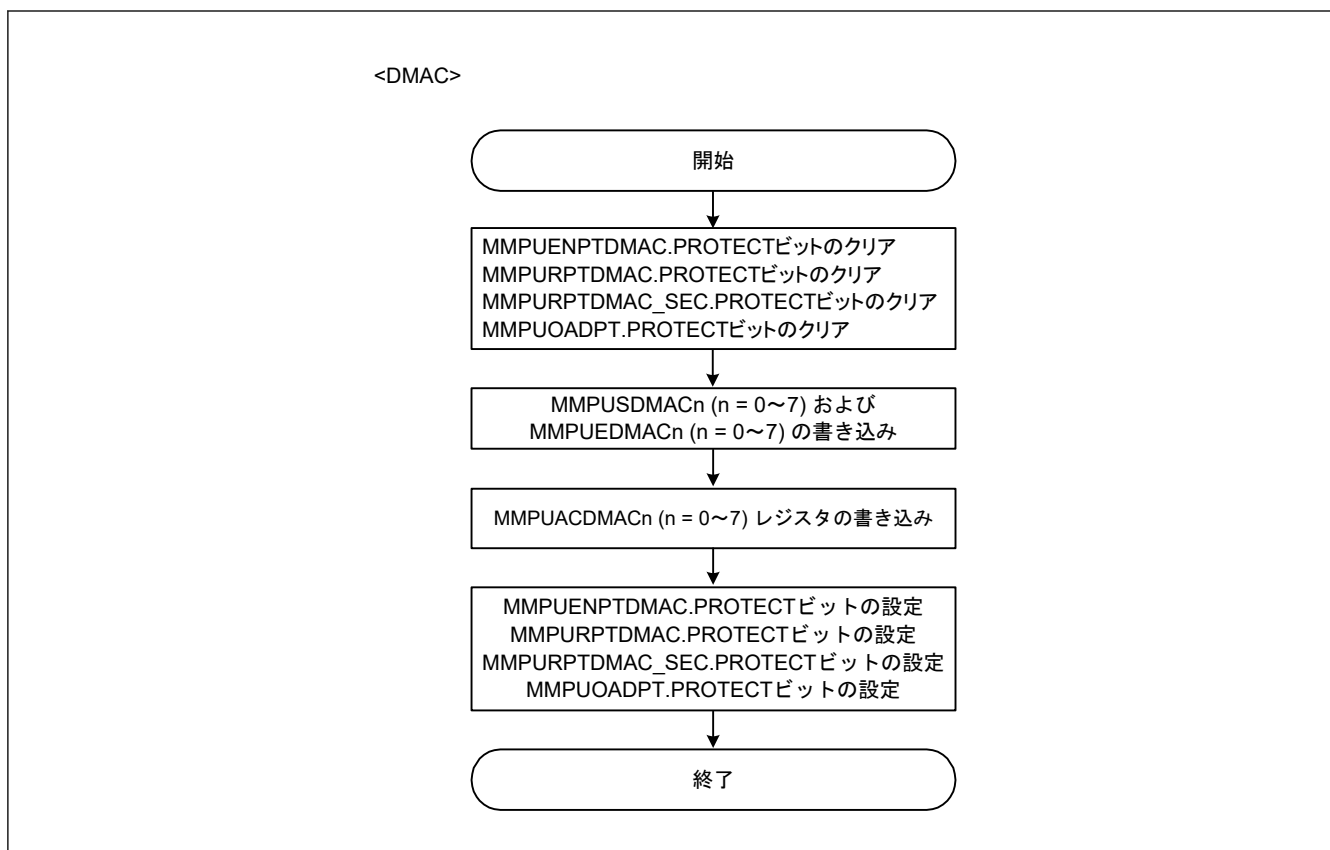 <DMAC>
開始
MMPUENPTDMAC.PROTECTビットのクリア
MMPURPTDMAC.PROTECTビットのクリア
MMPURPTDMAC_SEC.PROTECTビットのクリア
MMPUOADPT.PROTECTビットのクリア
MMPUSDMACn (n = 0～7) および
MMPUEDMACn (n = 0～7) の書き込み
MMPUACDMACn (n = 0～7) レジスタの書き込み
MMPUENPTDMAC.PROTECTビットの設定
MMPURPTDMAC.PROTECTビットの設定
MMPURPTDMAC_SEC.PROTECTビットの設定
MMPUOADPT.PROTECTビットの設定
終了